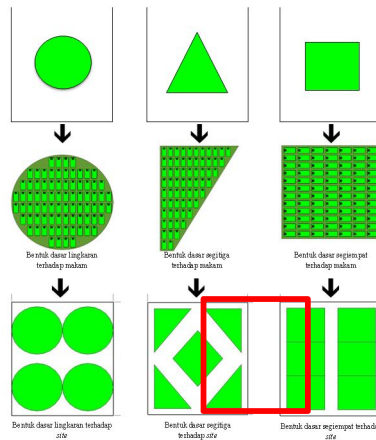 Bentuk dasar lingkaran
terhadap makam
Bentuk dasar segitiga
terhadap makam
Bentuk dasar segiempat
terhadap makam
Bentuk dasar lingkaran terhadap
site
Bentuk dasar segitiga
terhadap site
Bentuk dasar segiempat terhada
site